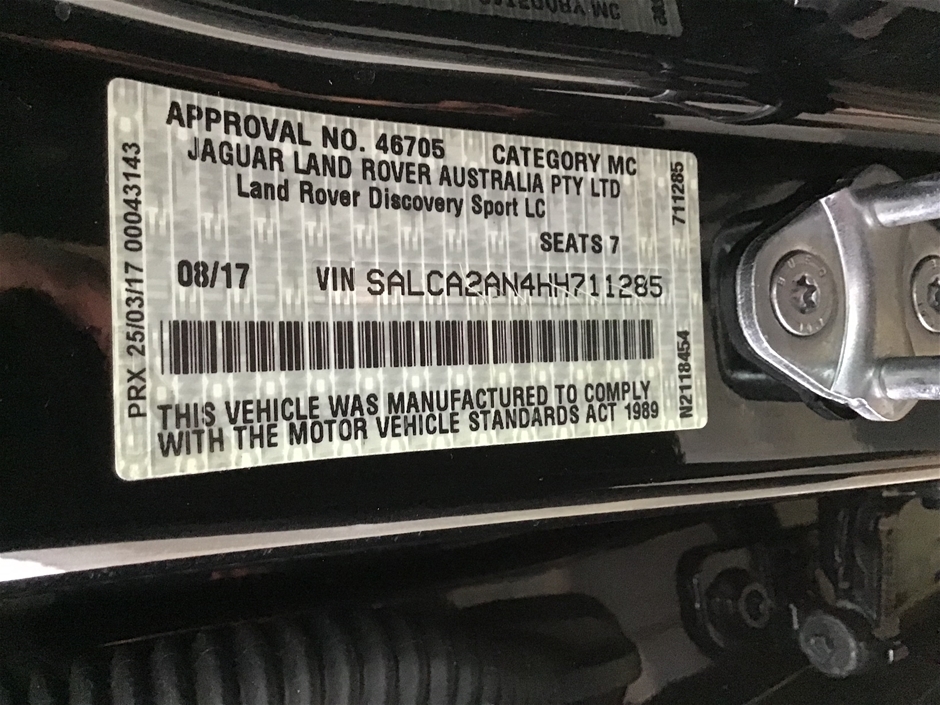 APPROVAL NO. 46705 CATEGORY MC
JAGUAR LAND ROVER AUSTRALIA PTY LTD
Land Rover Discovery Sport LC
SEATS 7
08/17 VIN SALCA2AN4HH711285
THIS VEHICLE WAS MANUFACTURED TO COMPLY
WITH THE MOTOR VEHICLE STANDARDS ACT 1989
PRX 25/03/17 00043143
711285
N2118454